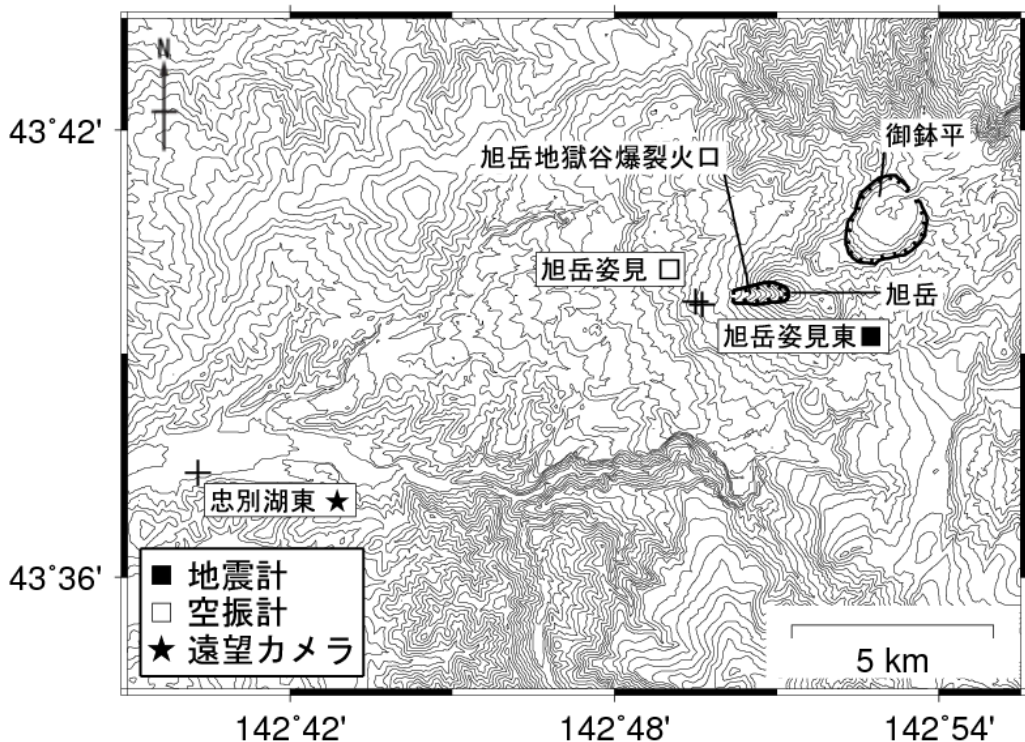 N
43°42'
御鉢平
旭岳地獄谷爆裂火口
旭岳姿見 □
旭岳
旭岳姿見東■
忠別湖東 ★
43°36'
■ 地震計
□ 空振計
★ 遠望カメラ
5 km
142°42'
142°48'
142°54'